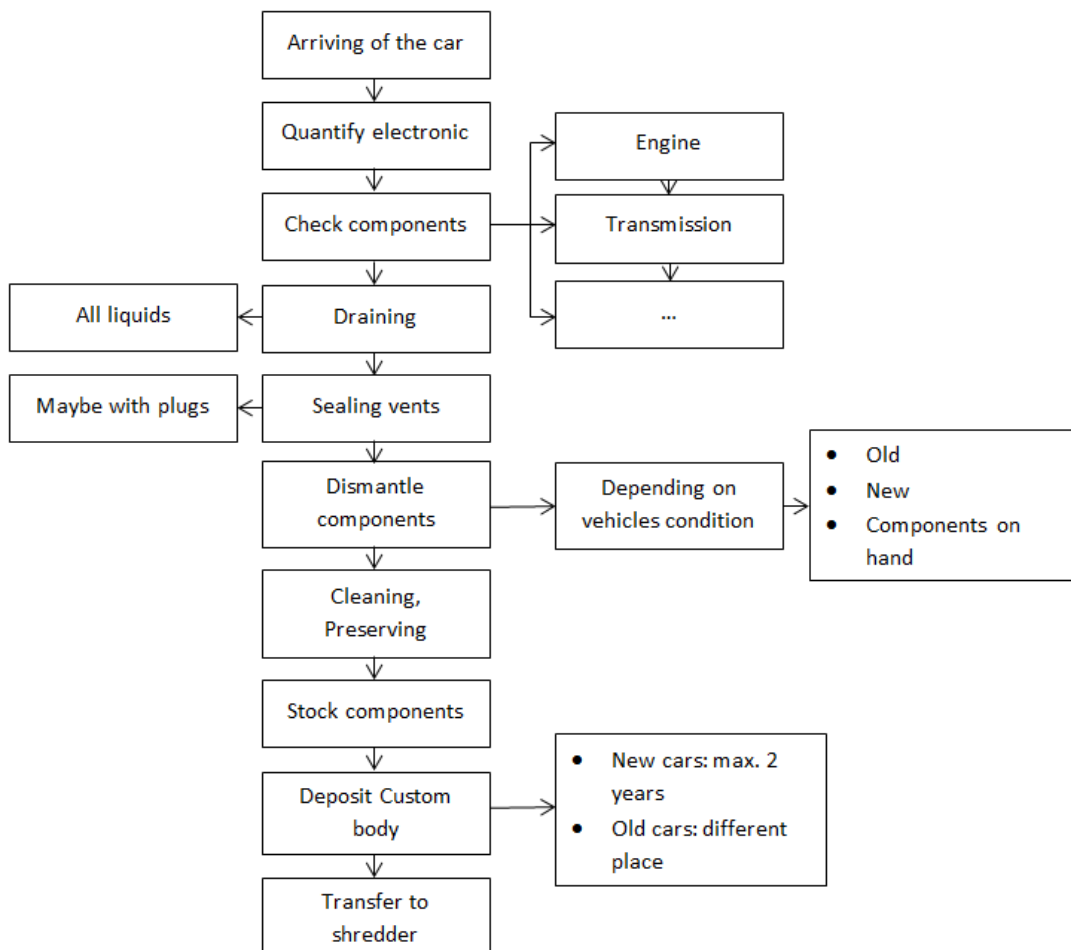 Arriving of the car
Quantify electronic
Engine
Check components
Transmission
All liquids
Draining
...
Maybe with plugs
Sealing vents
Dismantle
components
Depending on
vehicles condition
• Old
• New
• Components on
hand
Cleaning,
Preserving
Stock components
Deposit Custom
body
• New cars: max. 2
years
• Old cars: different
place
Transfer to
shredder